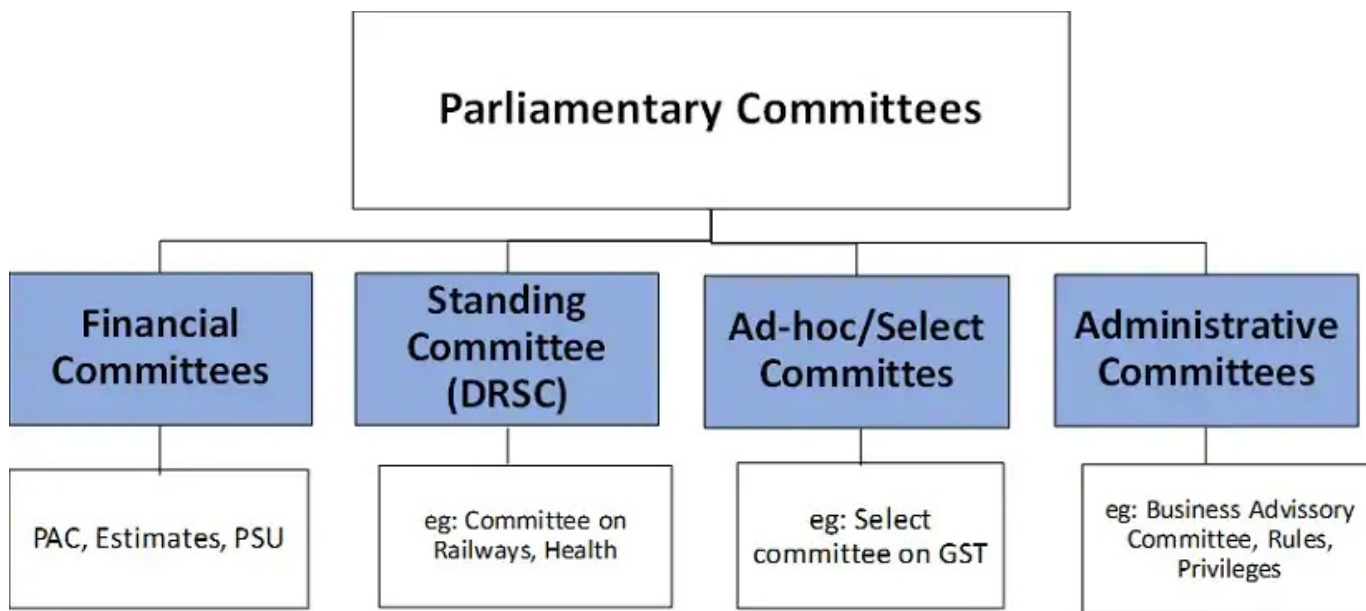 Parliamentary Committees
Financial
Committees
Standing
Committee
(DRSC)
Ad-hoc/Select
Committes
Administrative
Committees
PAC, Estimates, PSU
eg: Committee on
Railways, Health
eg: Select
committee on GST
eg: Business Advisory
Committee, Rules,
Privileges